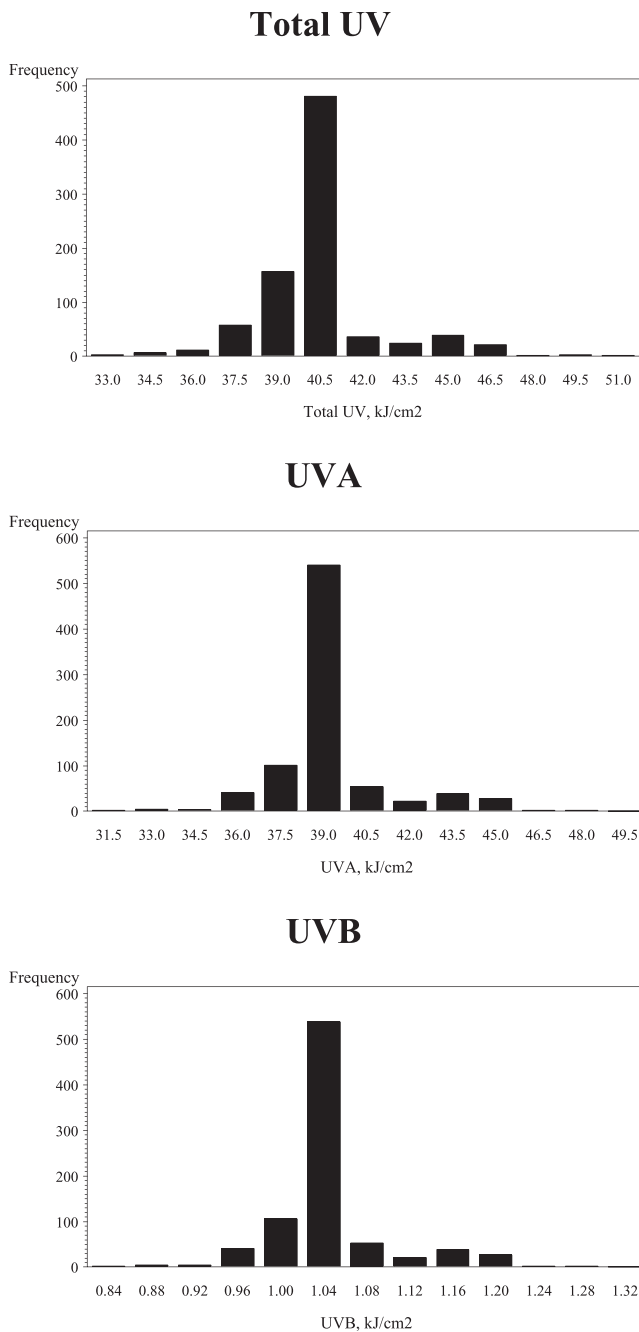 Total UV
Frequency
500
400
300
200
100
0
33.0 34.5 36.0 37.5 39.0 40.5 42.0 43.5 45.0 46.5 48.0 49.5 51.0
Total UV, kJ/cm2
UVA
Frequency
600
500
400
300
200
100
0
31.5 33.0 34.5 36.0 37.5 39.0 40.5 42.0 43.5 45.0 46.5 48.0 49.5
UVA, kJ/cm2
UVB
Frequency
600
500
400
300
200
100
0
0.84 0.88 0.92 0.96 1.00 1.04 1.08 1.12 1.16 1.20 1.24 1.28 1.32
UVB, kJ/cm2